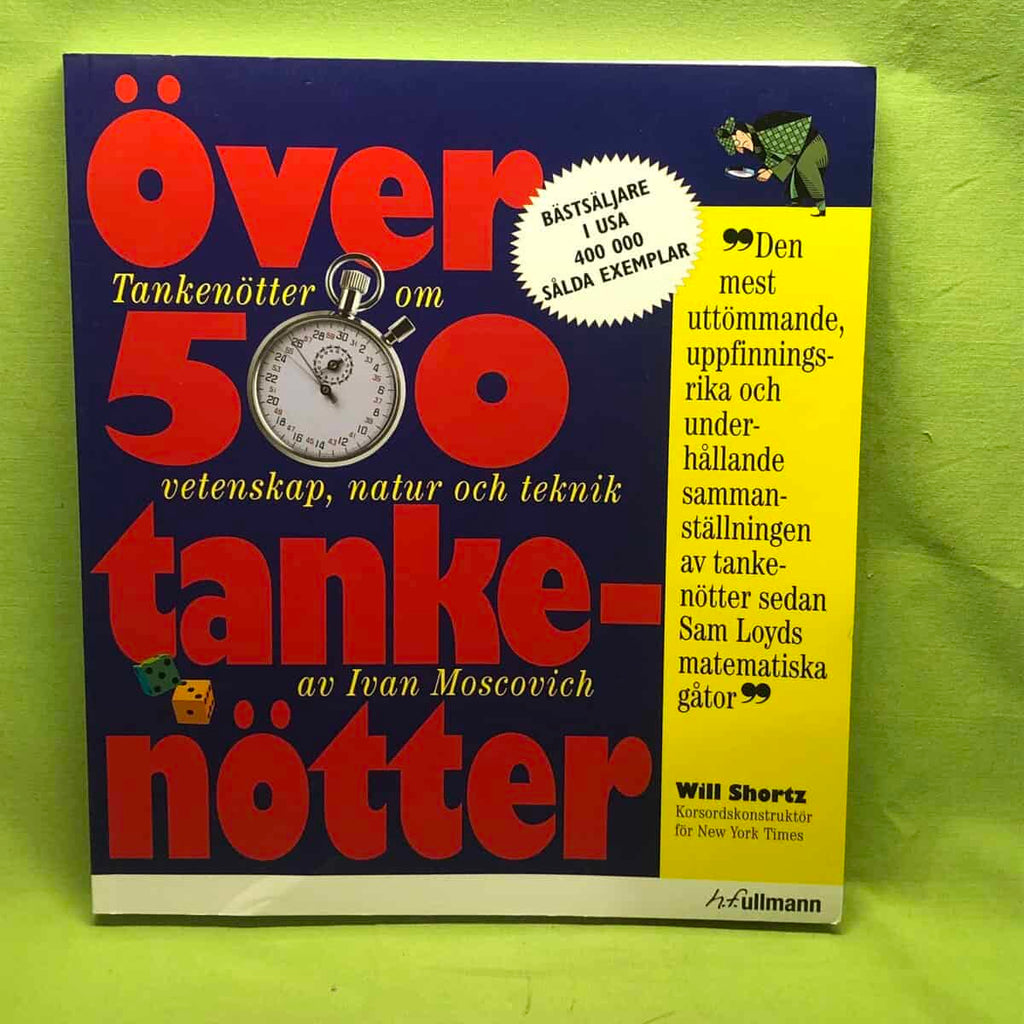 Över
Tankenötter om
500
vetenskap, natur och teknik
tanke-
av Ivan Moscovich
nötter
BÄSTSÄLJARE
I USA
400 000
SÅLDA EXEMPLAR
”Den
mest
uttömmande,
uppfinnings-
rika och
under-
hållande
samman-
ställningen
av tanke-
nötter sedan
Sam Loyds
matematiska
gåtor”
Will Shortz
Korsordskonstruktör
för New York Times
h.f.ullmann